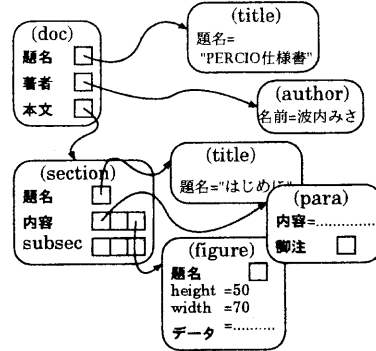 (doc)
題名
著者
本文
(title)
題名=
"PERCIO仕様書"
(author)
名前=波内みさ
(section)
題名
内容
subsec
(title)
題名="はじめに"
(para)
内容=..............
脚注
(figure)
題名
height =50
width =70
データ =..........